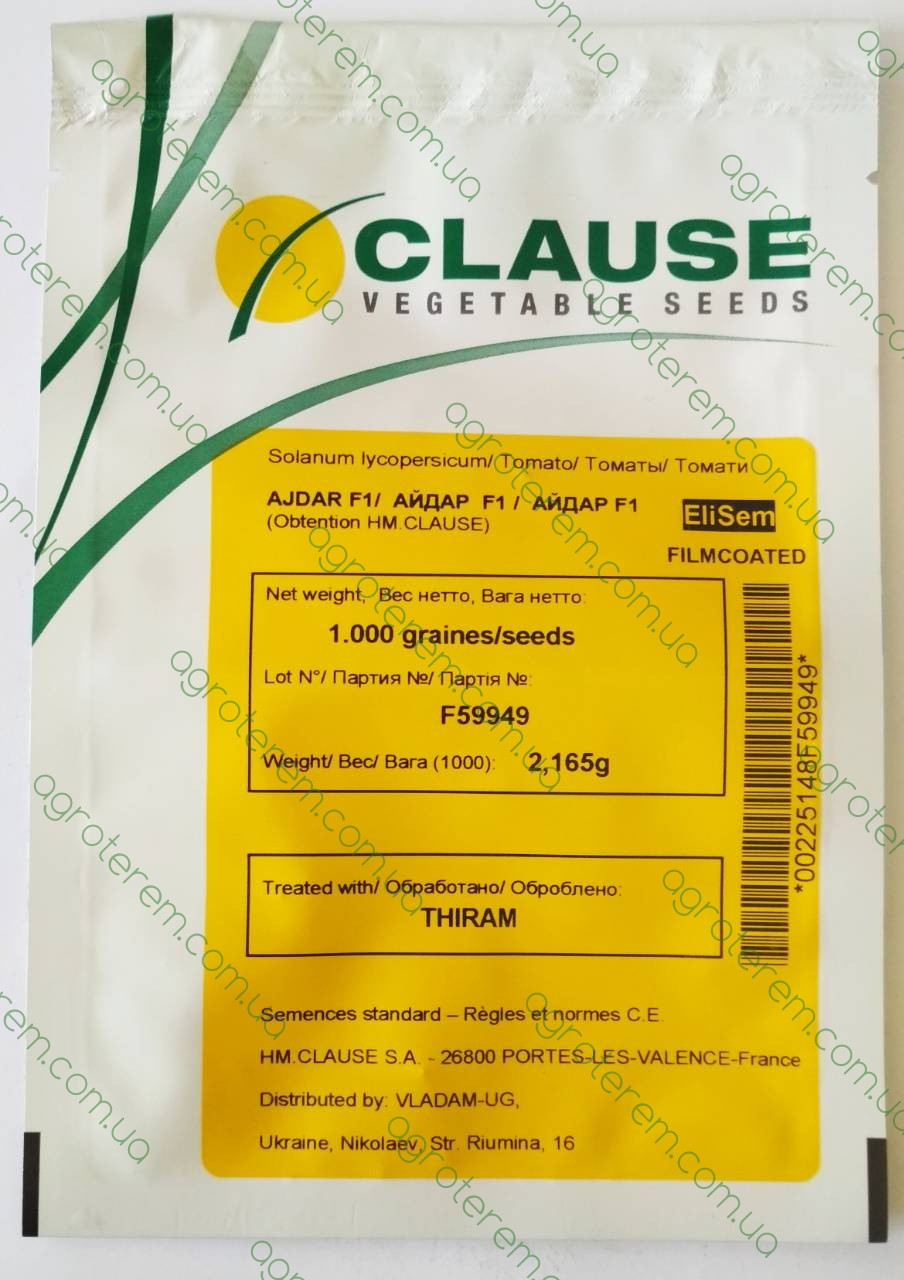 CLAUSE
VEGETABLE SEEDS
Solanum lycopersicum/ Tomato/ Томаты/ Томати
AJDAR F1/ АЙДАР F1 / АЙДАР F1
(Obtention HM.CLAUSE)
EliSem
FILMCOATED
Net weight, Вес нетто, Вага нетто:
1.000 graines/seeds
Lot N°/ Партия №/ Партія №:
F59949
Weight/ Вес/ Вага (1000): 2,165g
*00225148F59949*
Treated with/ Обработано/ Оброблено:
THIRAM
Semences standard – Règles et normes C.E.
HM.CLAUSE S.A. - 26800 PORTES-LES-VALENCE-France
Distributed by: VLADAM-UG,
Ukraine, Nikolaev, Str. Riumina, 16
agroterem.com.ua